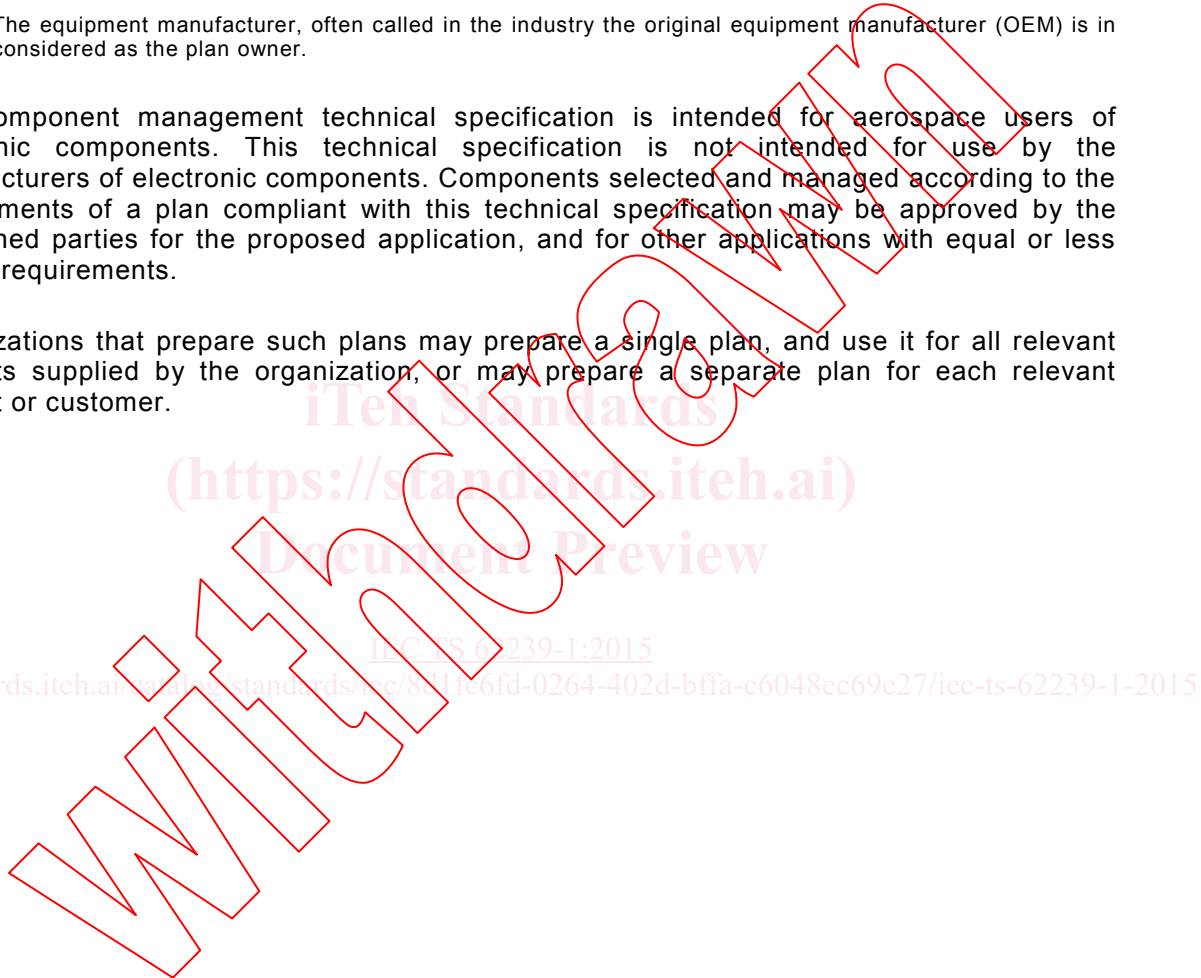 The equipment manufacturer, often called in the industry the original equipment manufacturer (OEM) is in
considered as the plan owner.
omponent management technical specification is intended for aerospace users of
nic components. This technical specification is not intended for use by the
cturers of electronic components. Components selected and managed according to the
ments of a plan compliant with this technical specification may be approved by the
ned parties for the proposed application, and for other applications with equal or less
requirements.
zations that prepare such plans may prepare a single plan, and use it for all relevant
ts supplied by the organization, or may prepare a separate plan for each relevant
t or customer.
iTeh Standards
(https://standards.iteh.ai)
Document Preview
IEC TS 62239-1:2015
rds.iteh.ai/catalog/standards/iec/8d1fc6fd-0264-402d-bffa-c6048ec69e27/iec-ts-62239-1-2015
withdrawn